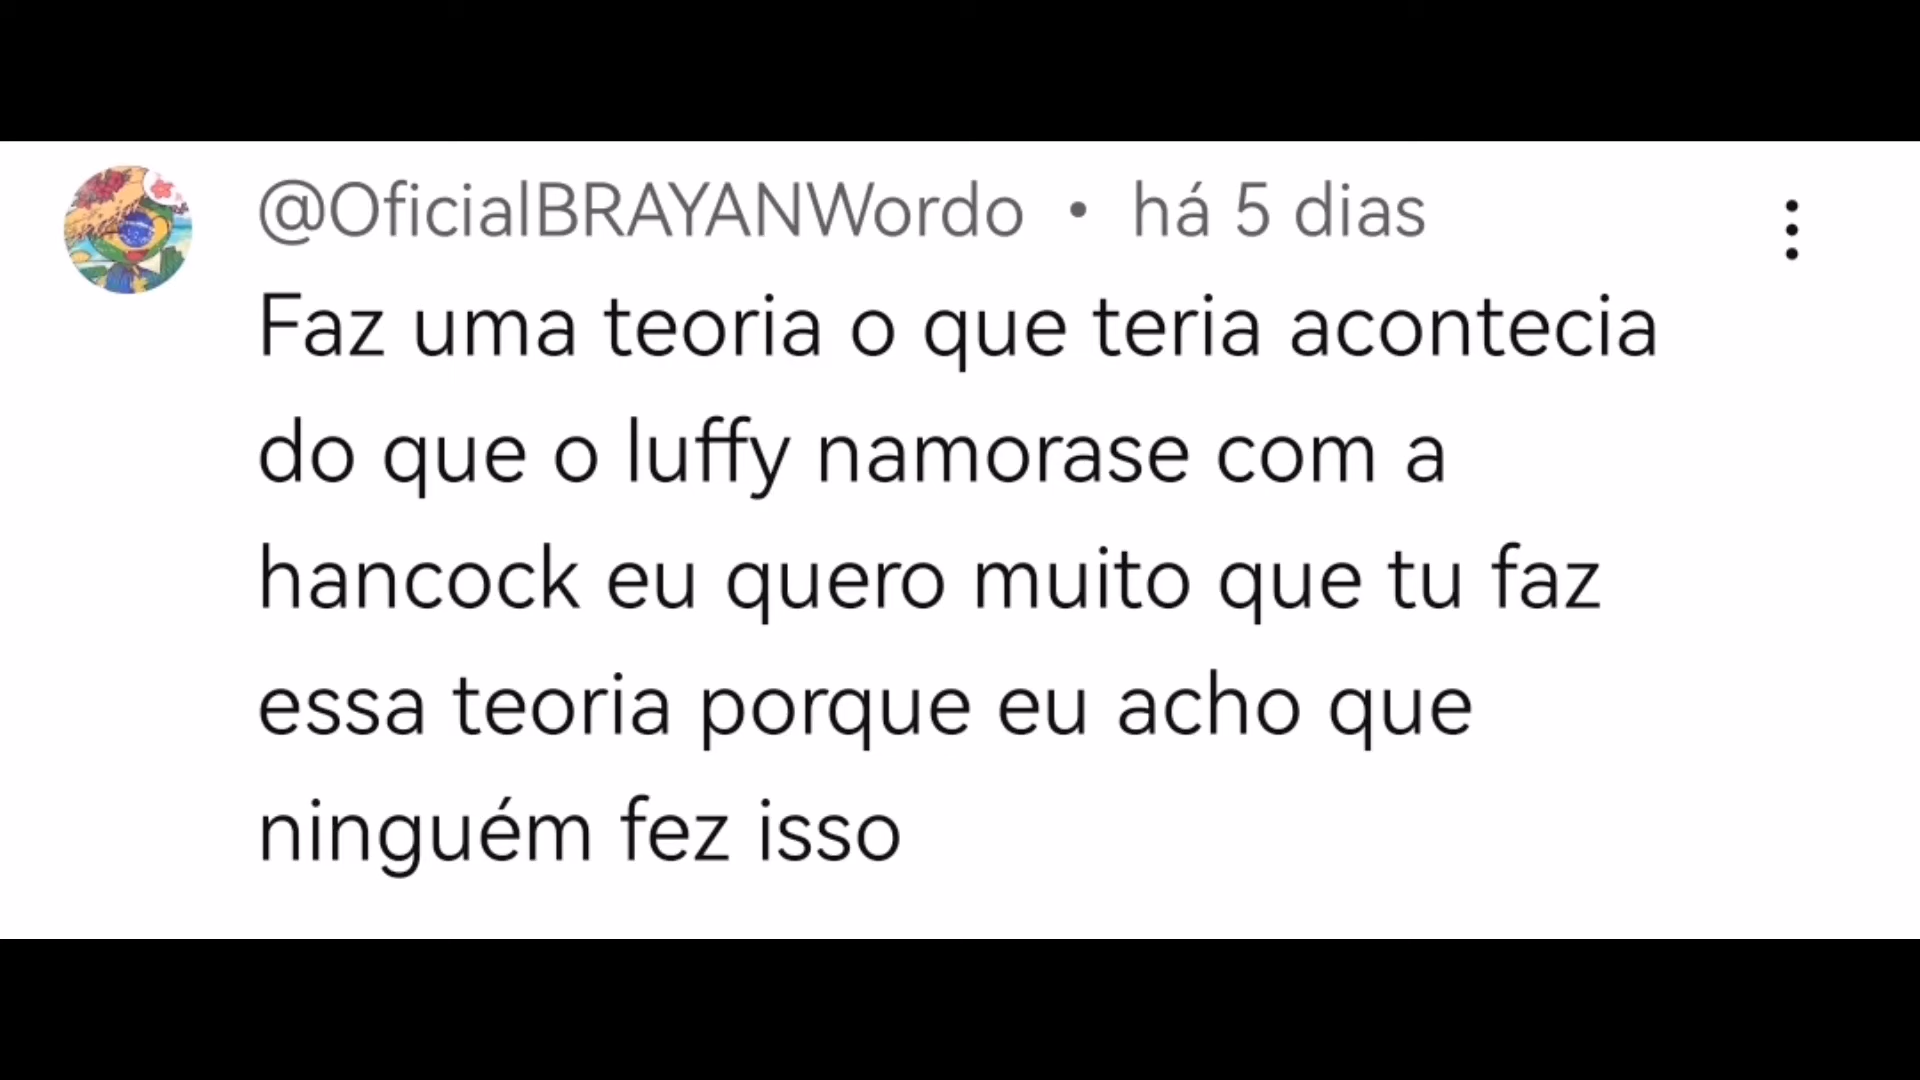 @OficialBRAYANWordo • há 5 dias
Faz uma teoria o que teria acontecia
do que o luffy namorase com a
hancock eu quero muito que tu faz
essa teoria porque eu acho que
ninguém fez isso